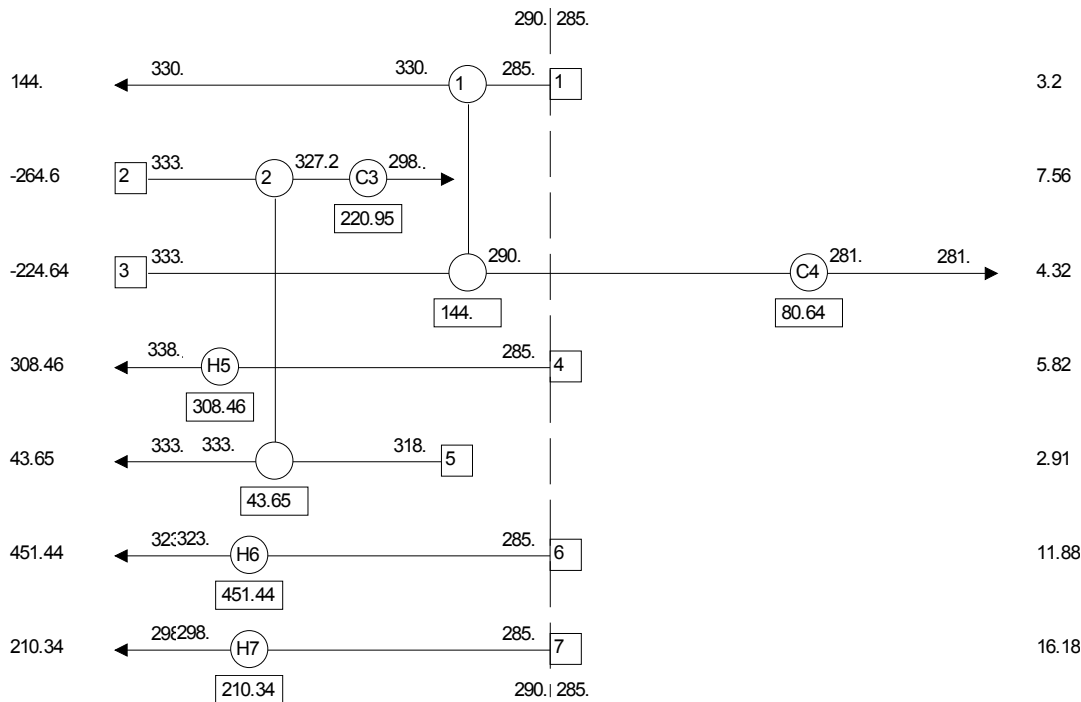 290. 285.
144. 330. 330. 1 285. 1 3.2
-264.6 2 333. 2 327.2 C3 298.. 7.56
220.95
-224.64 3 333. 290. C4 281. 281. 4.32
144. 80.64
308.46 338.. H5 285. 4 5.82
308.46
43.65 333. 333. 318. 5 2.91
43.65
451.44 323. H6 285. 6 11.88
451.44
210.34 298. H7 285. 7 16.18
210.34
290. 285.